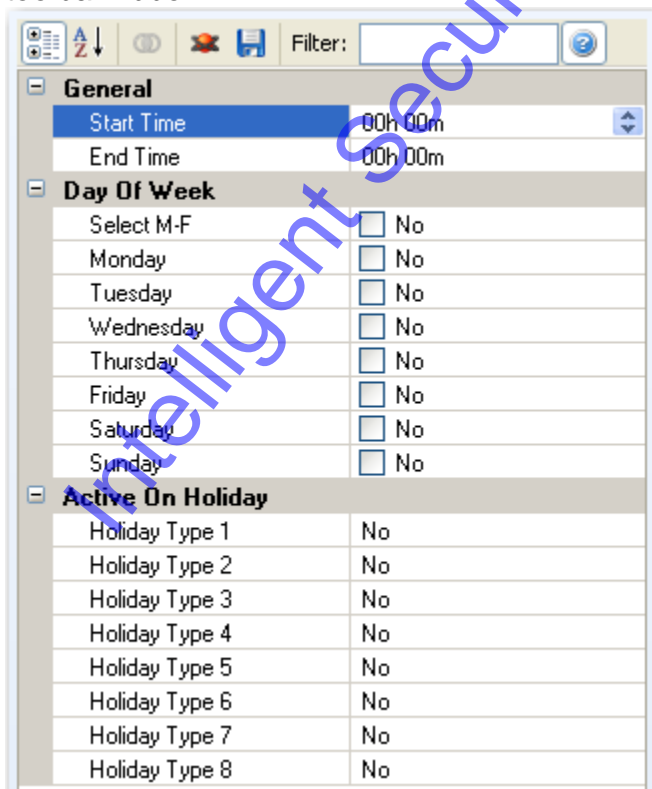 Filter:
General
Start Time 00h 00m
End Time 00h 00m
Day Of Week
Select M-F No
Monday No
Tuesday No
Wednesday No
Thursday No
Friday No
Saturday No
Sunday No
Active On Holiday
Holiday Type 1 No
Holiday Type 2 No
Holiday Type 3 No
Holiday Type 4 No
Holiday Type 5 No
Holiday Type 6 No
Holiday Type 7 No
Holiday Type 8 No
Intelligent Secu